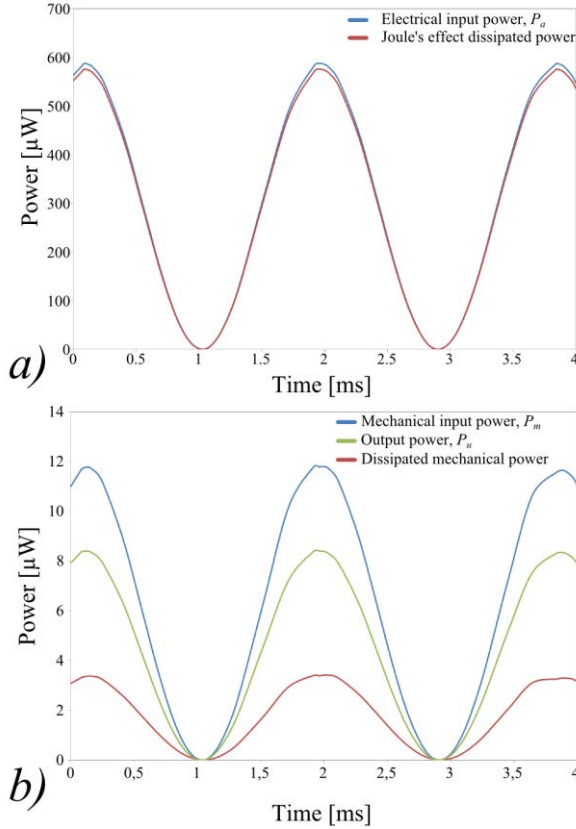 700
600
500
400
300
200
100
0
Power [µW]
Electrical input power, Pa
Joule's effect dissipated power
0 0.5 1 1.5 2 2.5 3 3.5 4
Time [ms]
a)
14
12
10
8
6
4
2
0
Power [µW]
Mechanical input power, Pm
Output power, Pu
Dissipated mechanical power
0 0,5 1 1,5 2 2,5 3 3,5 4
Time [ms]
b)